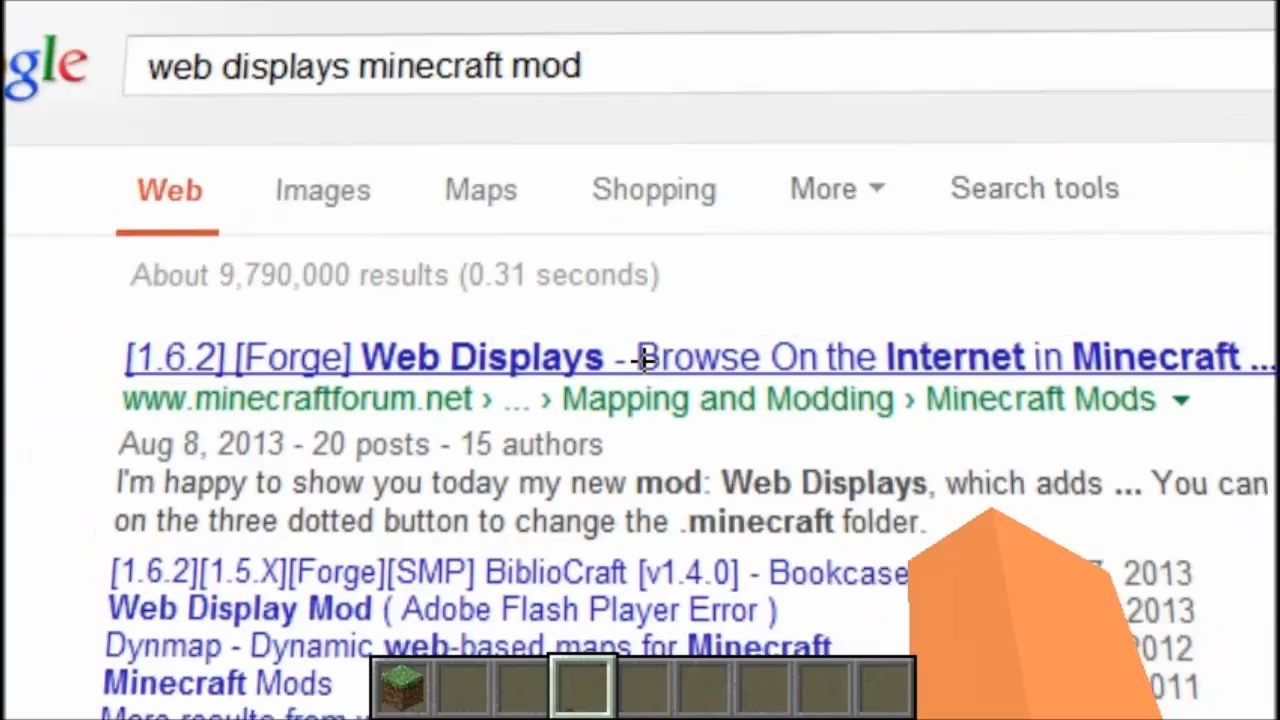 gle
web displays minecraft mod
Web Images Maps Shopping More Search tools
About 9,790,000 results (0.31 seconds)
[1.6.2] [Forge] Web Displays - Browse On the Internet in Minecraft ...
www.minecraftforum.net › ... › Mapping and Modding › Minecraft Mods
Aug 8, 2013 - 20 posts - 15 authors
I'm happy to show you today my new mod: Web Displays, which adds ... You can
on the three dotted button to change the .minecraft folder.
[1.6.2][1.5.X][Forge][SMP] BiblioCraft [v1.4.0] - Bookcase 2013
Web Display Mod ( Adobe Flash Player Error ) 2013
Dynmap - Dynamic web-based maps for Minecraft 2012
Minecraft Mods 011
More results from